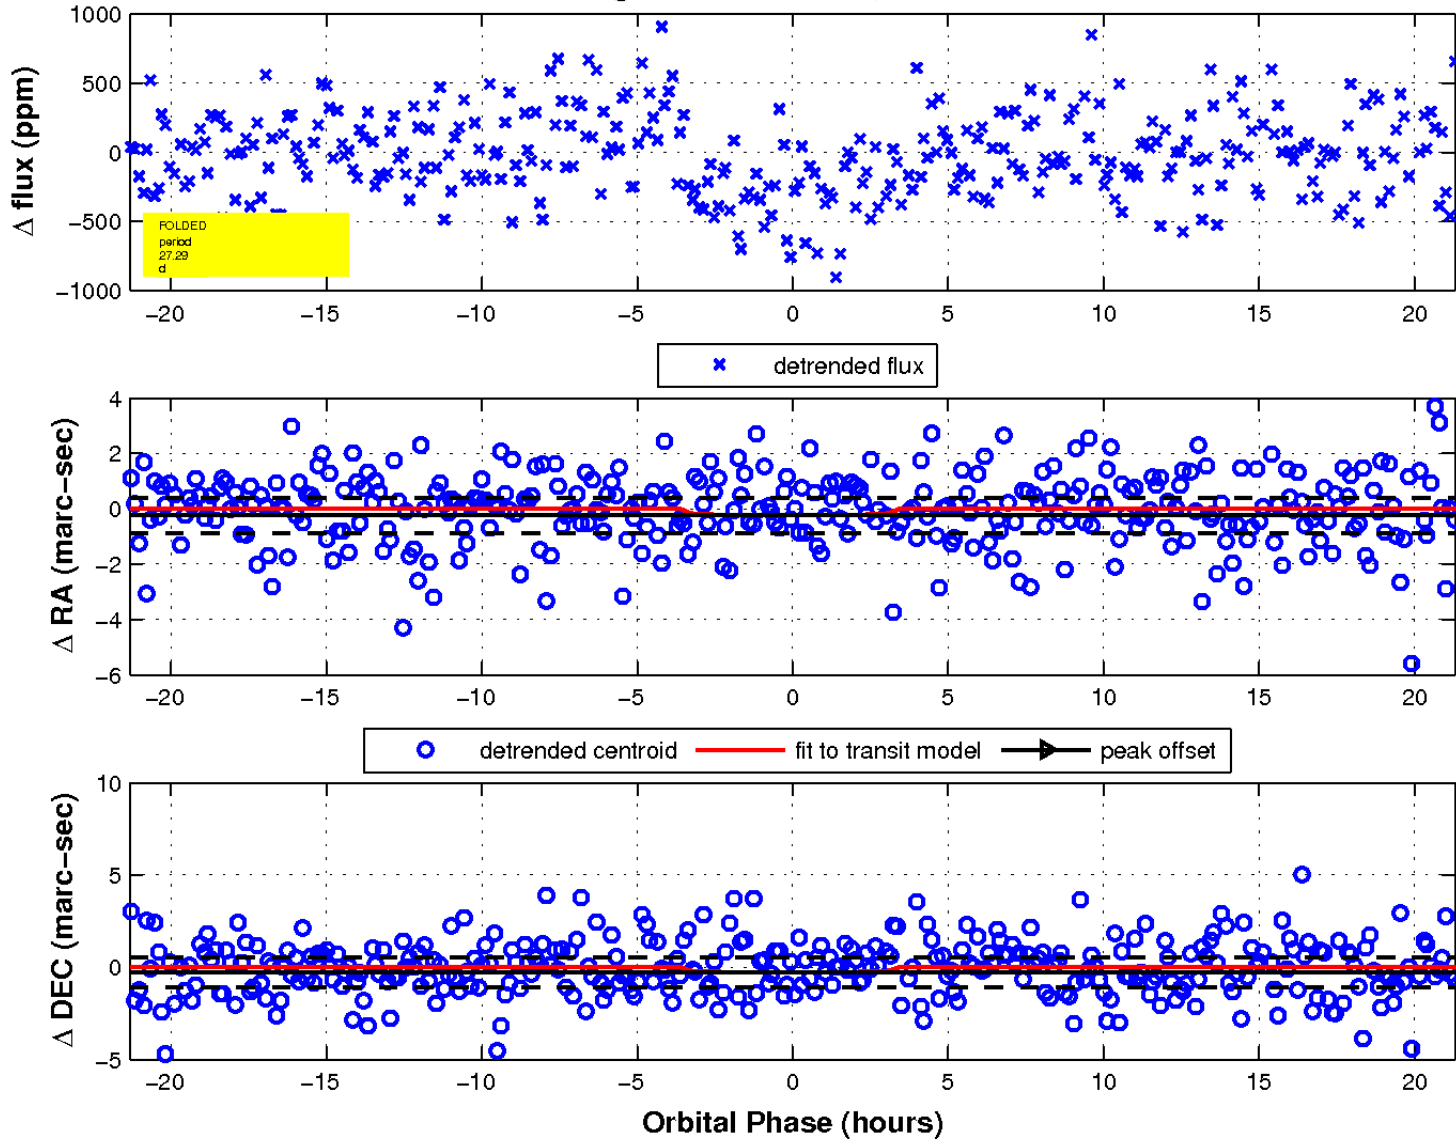 1000
500
0
−500
−1000
Δ flux (ppm)
FOLDED
period
27.29
d
−20 −15 −10 −5 0 5 10 15 20
detrended flux
4
2
0
−2
−4
−6
Δ RA (marc−sec)
−20 −15 −10 −5 0 5 10 15 20
detrended centroid fit to transit model peak offset
10
5
0
−5
Δ DEC (marc−sec)
−20 −15 −10 −5 0 5 10 15 20
Orbital Phase (hours)